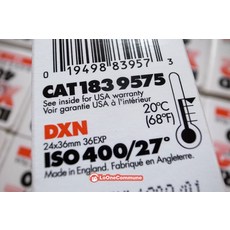 0 19498 83957 3
CAT 183 9575
See inside for USA warranty
Voir garantie USA à l'intérieur
20°C
(68°F)
DXN
24x36mm 36EXP
ISO 400/27°
Made in England. Fabriqué en Angleterre.
LeOneCommune